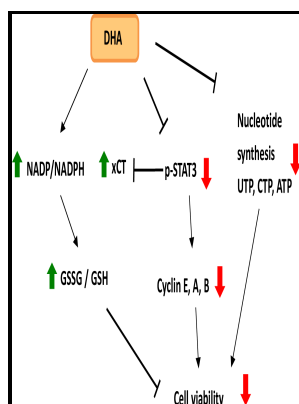 DHA
Nucleotide
synthesis
UTP, CTP, ATP
NADP/NADPH
xCT
p-STAT3
GSSG / GSH
Cyclin E, A, B
Cell viability